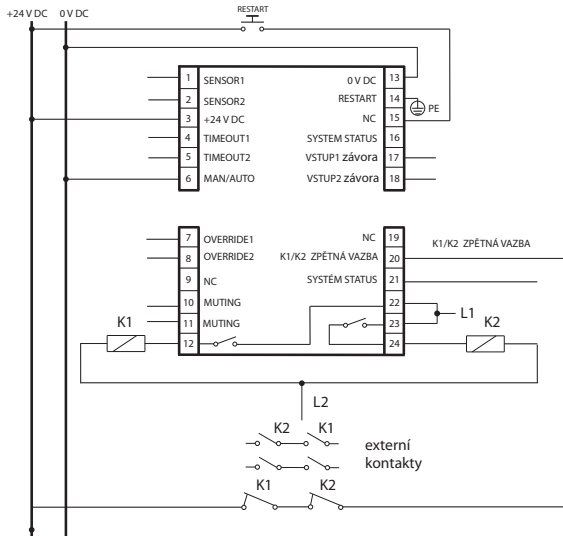 +24 V DC 0 V DC RESTART
1 SENSOR1 0 V DC 13
2 SENSOR2 RESTART 14 PE
3 +24 V DC NC 15
4 TIMEOUT1 SYSTEM STATUS 16
5 TIMEOUT2 VSTUP1 závora 17
6 MAN/AUTO VSTUP2 závora 18
7 OVERRIDE1 NC 19 K1/K2 ZPĚTNÁ VAZBA
8 OVERRIDE2 K1/K2 ZPĚTNÁ VAZBA 20
9 NC SYSTÉM STATUS 21
10 MUTING 22
L1
K1 11 MUTING 23 K2
12 24
L2
K2 K1
externí
kontakty
K1 K2